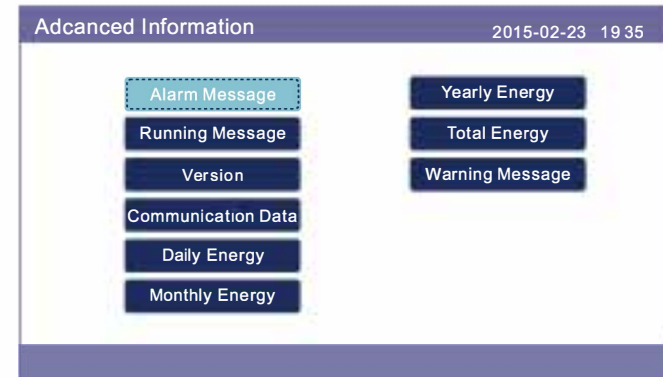 Adcanced Information
2015-02-23 19 35
Alarm Message
Running Message
Version
Communication Data
Daily Energy
Monthly Energy
Yearly Energy
Total Energy
Warning Message